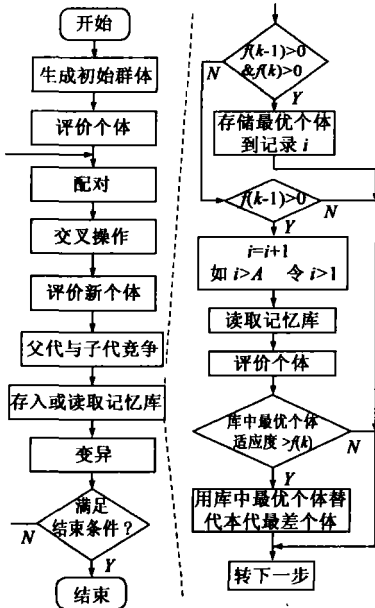 开始
生成初始群体
评价个体
配对
交叉操作
评价新个体
父代与子代竞争
存入或读取记忆库
变异
满足
结束条件？
N
Y
结束
f(k-1)>0
&f(k)>0
N
Y
存储最优个体
到记录 i
f(k-1)>0
N
Y
i=i+1
如 i>A 令 i>1
读取记忆库
评价个体
库中最优个体
适应度>f(k)
N
Y
用库中最优个体替
代本代最差个体
转下一步